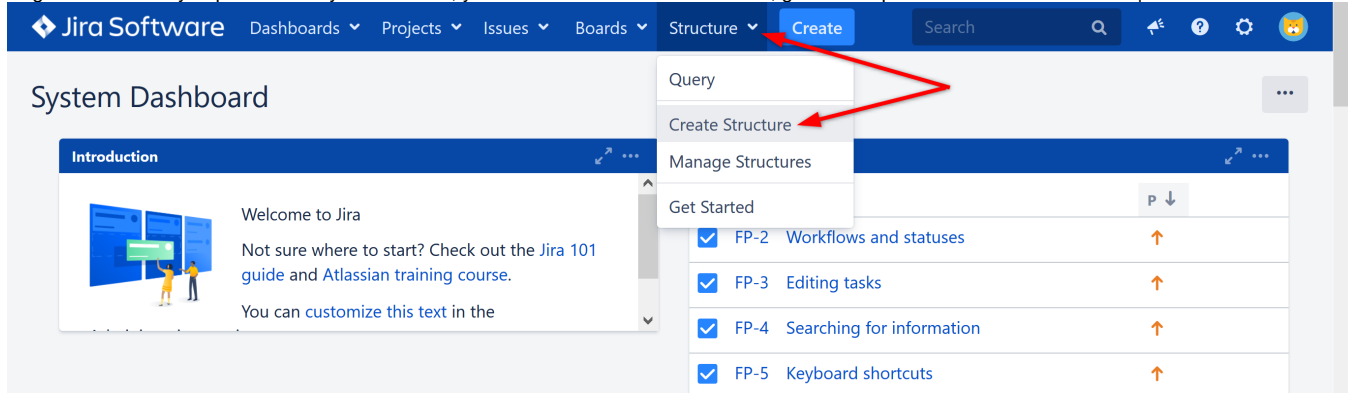 Jira Software Dashboards Projects Issues Boards Structure Create Search
Query
Create Structure
Manage Structures
Get Started
System Dashboard
Introduction
Welcome to Jira
Not sure where to start? Check out the Jira 101
guide and Atlassian training course.
You can customize this text in the
P
FP-2 Workflows and statuses
FP-3 Editing tasks
FP-4 Searching for information
FP-5 Keyboard shortcuts